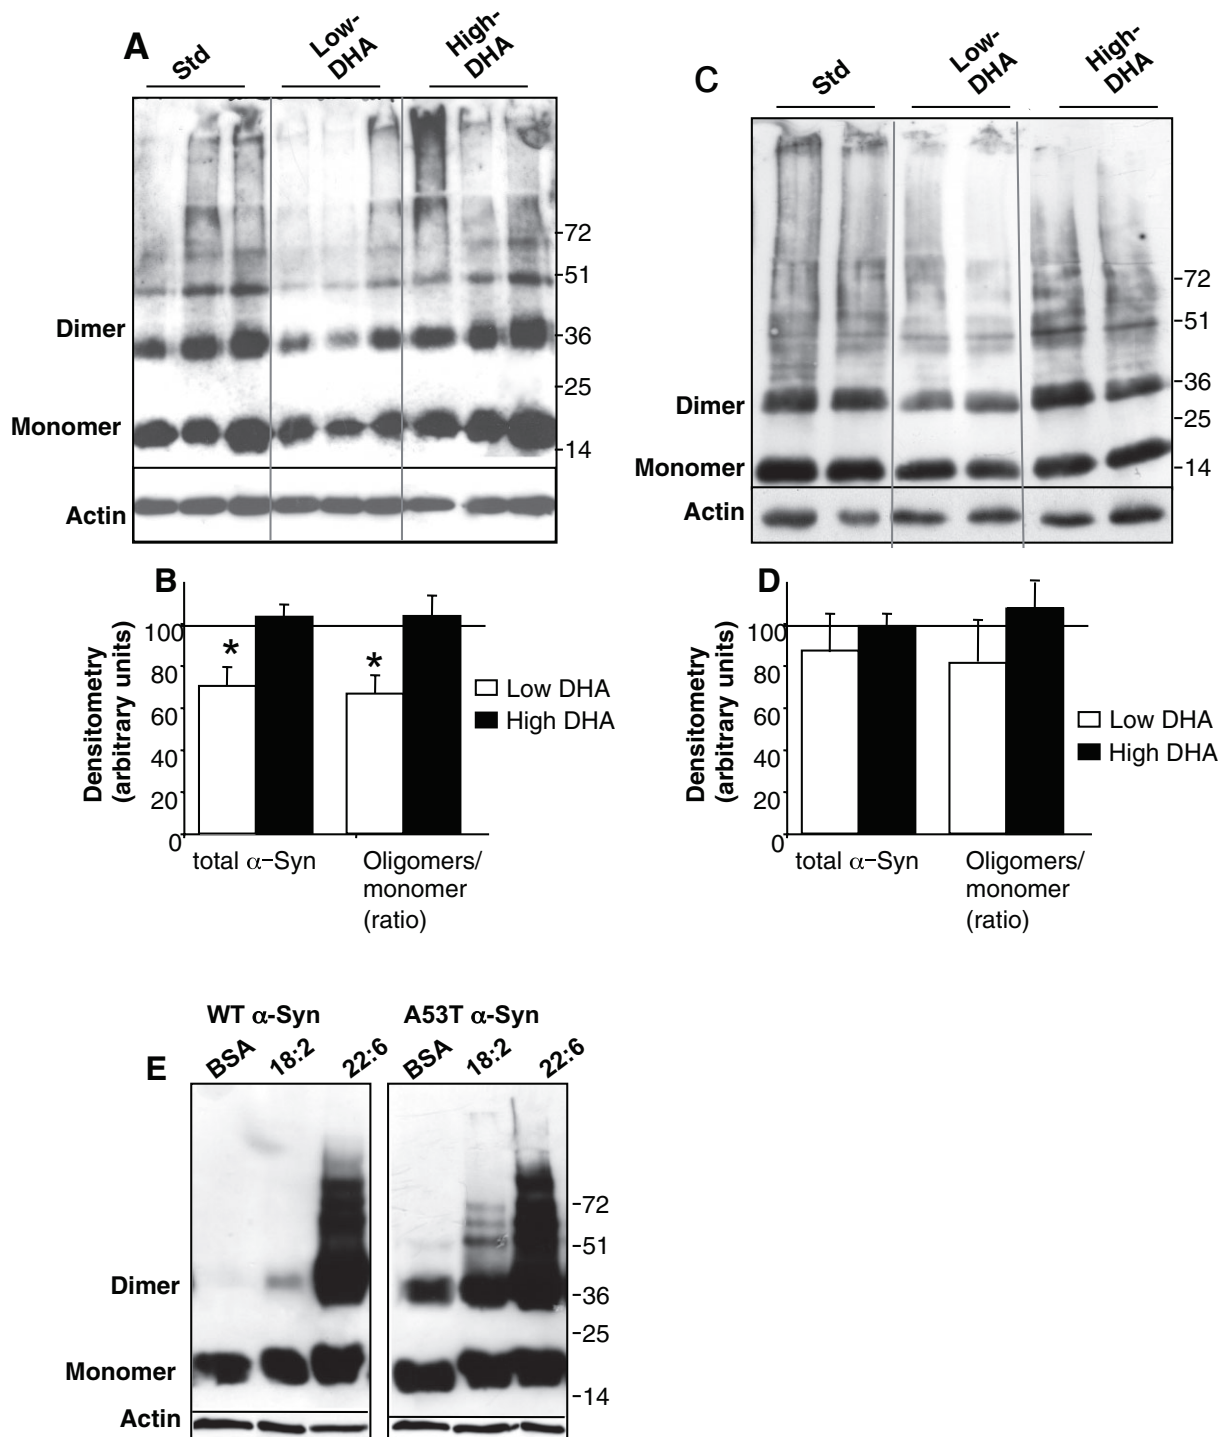 A
Std
Low-
DHA
High-
DHA
Dimer
Monomer
Actin
-72
-51
-36
-25
-14
C
Std
Low-
DHA
High-
DHA
Dimer
Monomer
Actin
-72
-51
-36
-25
-14
B
Densitometry
(arbitrary units)
100
80
60
40
20
0
*
*
total α-Syn
Oligomers/
monomer
(ratio)
Low DHA
High DHA
D
Densitometry
(arbitrary units)
100
80
60
40
20
0
total α-Syn
Oligomers/
monomer
(ratio)
Low DHA
High DHA
E
WT α-Syn
BSA 18:2 22:6
A53T α-Syn
BSA 18:2 22:6
Dimer
Monomer
Actin
-72
-51
-36
-25
-14